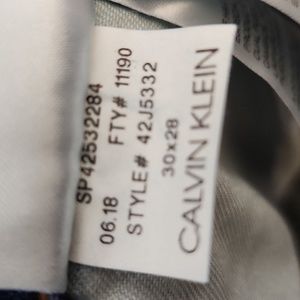 SP42532284
06.18 FTY# 11190
STYLE# 42J5332
30x28
CALVIN KLEIN